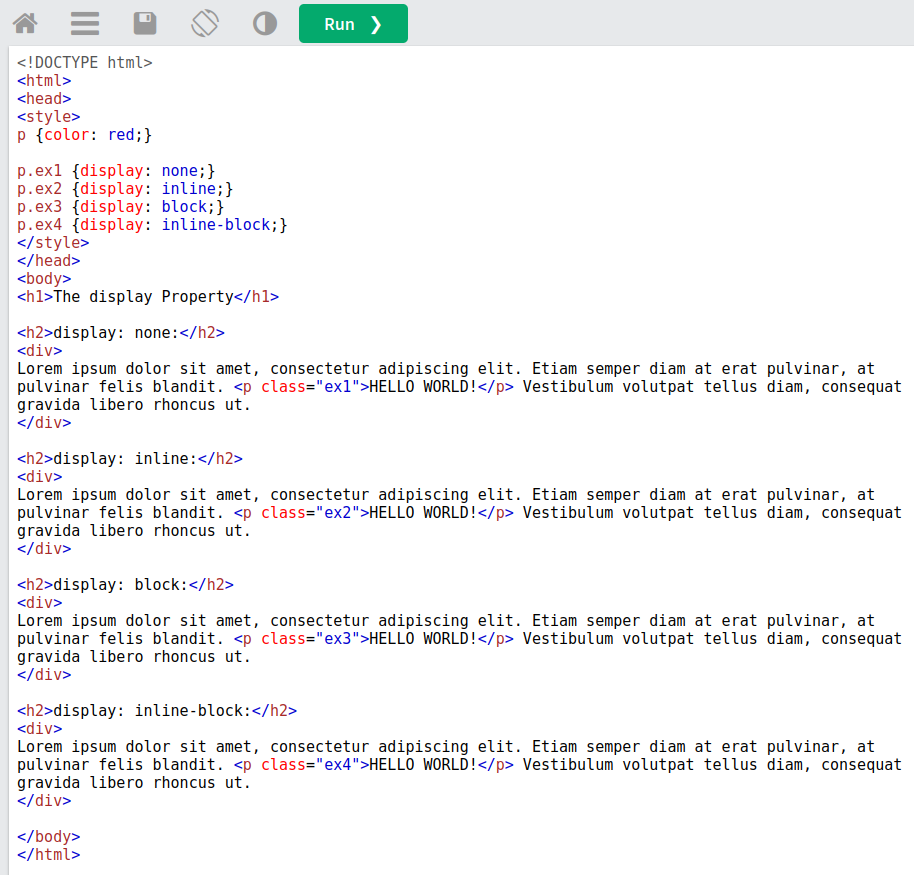 Run ❯
<!DOCTYPE html>
<html>
<head>
<style>
p {color: red;}
p.ex1 {display: none;}
p.ex2 {display: inline;}
p.ex3 {display: block;}
p.ex4 {display: inline-block;}
</style>
</head>
<body>
<h1>The display Property</h1>
<h2>display: none:</h2>
<div>
Lorem ipsum dolor sit amet, consectetur adipiscing elit. Etiam semper diam at erat pulvinar, at
pulvinar felis blandit. <p class="ex1">HELLO WORLD!</p> Vestibulum volutpat tellus diam, consequat
gravida libero rhoncus ut.
</div>
<h2>display: inline:</h2>
<div>
Lorem ipsum dolor sit amet, consectetur adipiscing elit. Etiam semper diam at erat pulvinar, at
pulvinar felis blandit. <p class="ex2">HELLO WORLD!</p> Vestibulum volutpat tellus diam, consequat
gravida libero rhoncus ut.
</div>
<h2>display: block:</h2>
<div>
Lorem ipsum dolor sit amet, consectetur adipiscing elit. Etiam semper diam at erat pulvinar, at
pulvinar felis blandit. <p class="ex3">HELLO WORLD!</p> Vestibulum volutpat tellus diam, consequat
gravida libero rhoncus ut.
</div>
<h2>display: inline-block:</h2>
<div>
Lorem ipsum dolor sit amet, consectetur adipiscing elit. Etiam semper diam at erat pulvinar, at
pulvinar felis blandit. <p class="ex4">HELLO WORLD!</p> Vestibulum volutpat tellus diam, consequat
gravida libero rhoncus ut.
</div>
</body>
</html>